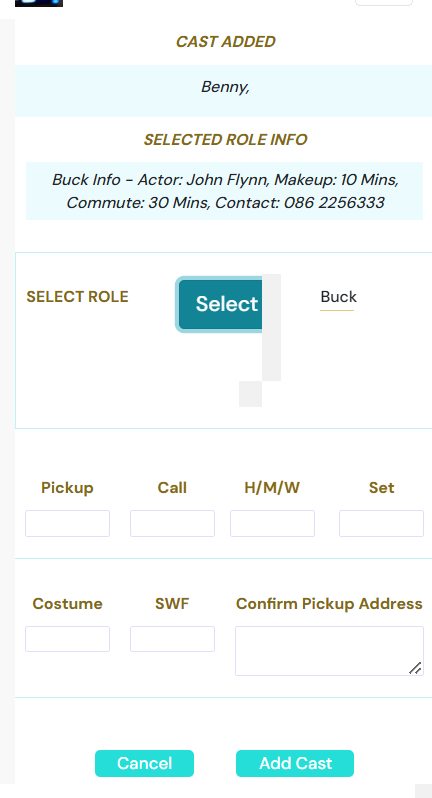 CAST ADDED
Benny,
SELECTED ROLE INFO
Buck Info - Actor: John Flynn, Makeup: 10 Mins,
Commute: 30 Mins, Contact: 086 2256333
SELECT ROLE Select Buck
Pickup Call H/M/W Set
Costume SWF Confirm Pickup Address
Cancel Add Cast